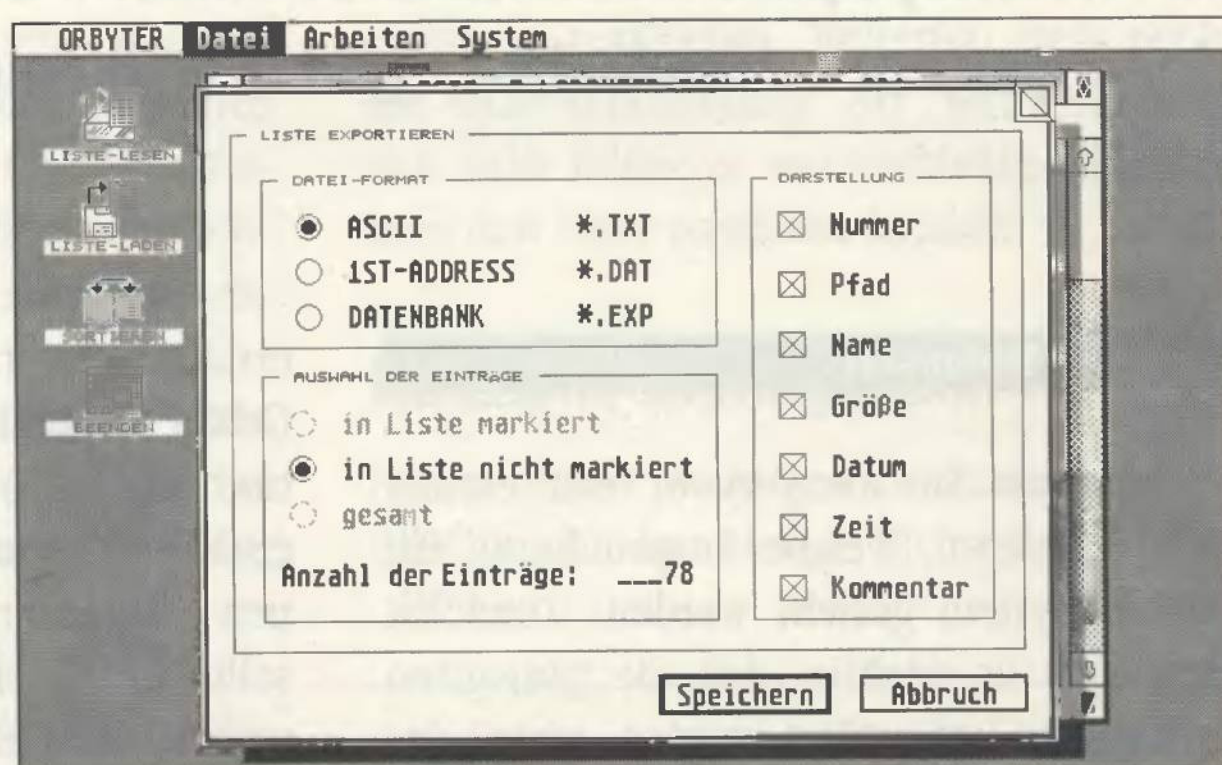 ORBYTER Datei Arbeiten System
LISTE-LESEN
LISTE-LADEN
SORTIEREN
BEENDEN
LISTE EXPORTIEREN
DATEI-FORMAT
ASCII *.TXT
1ST-ADDRESS *.DAT
DATENBANK *.EXP
AUSWAHL DER EINTRÄGE
in Liste markiert
in Liste nicht markiert
gesamt
Anzahl der Einträge: ___78
DARSTELLUNG
Nummer
Pfad
Name
Größe
Datum
Zeit
Kommentar
Speichern Abbruch